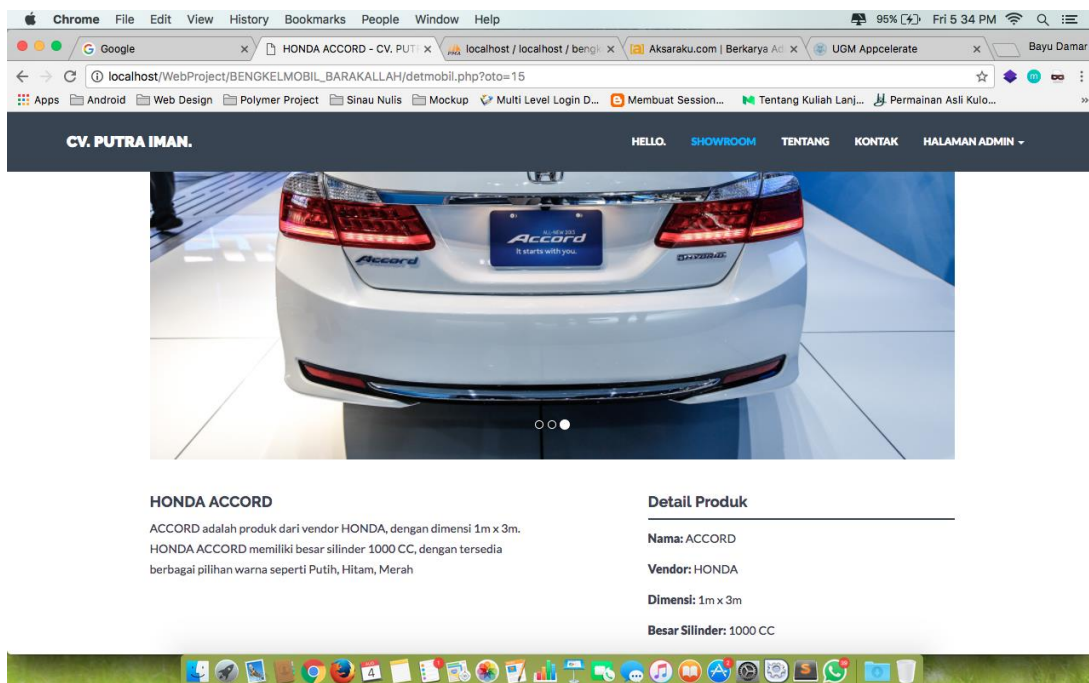 Chrome File Edit View History Bookmarks People Window Help 95% Fri 5 34 PM
Google HONDA ACCORD - CV. PUT localhost / localhost / bengk Aksaraku.com | Berkarya Ad UGM Appcelerate Bayu Damar
localhost/WebProject/BENGKELMOBIL_BARAKALLAH/detmobil.php?oto=15
Apps Android Web Design Polymer Project Sinau Nulis Mockup Multi Level Login D... Membuat Session... Tentang Kuliah Lanj... Permainan Asli Kulo... »
CV. PUTRA IMAN. HELLO. SHOWROOM TENTANG KONTAK HALAMAN ADMIN
Accord
It starts with you.
Accord
HONDA ACCORD
ACCORD adalah produk dari vendor HONDA, dengan dimensi 1m x 3m.
HONDA ACCORD memiliki besar silinder 1000 CC, dengan tersedia
berbagai pilihan warna seperti Putih, Hitam, Merah
Detail Produk
Nama: ACCORD
Vendor: HONDA
Dimensi: 1m x 3m
Besar Silinder: 1000 CC
4